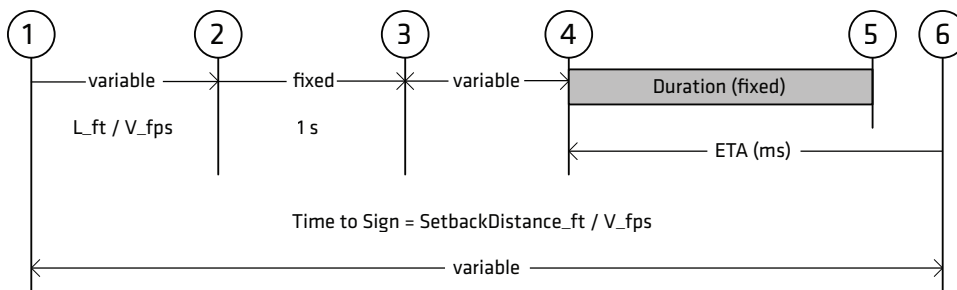 1 2 3 4 5 6
variable fixed variable Duration (fixed)
L_ft / V_fps 1 s
ETA (ms)
Time to Sign = SetbackDistance_ft / V_fps
variable